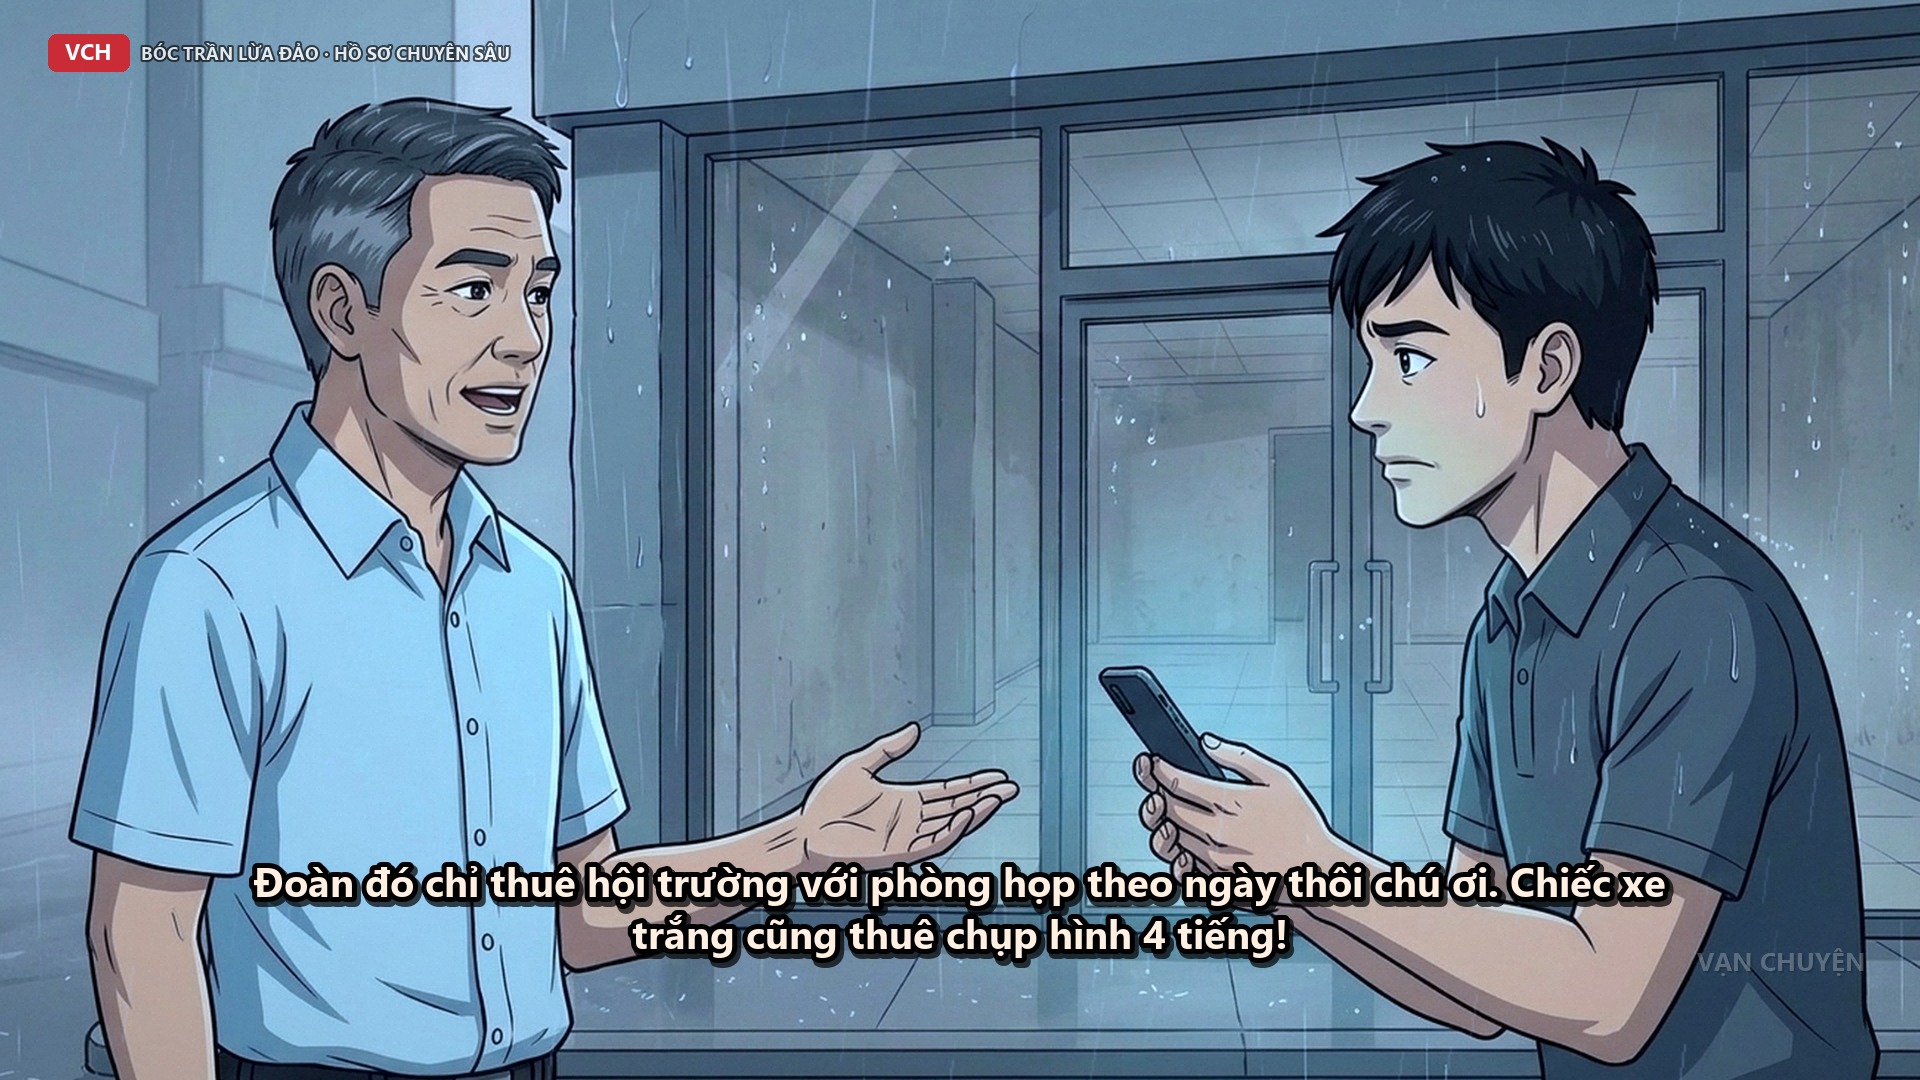 VCH BÓC TRẦN LỪA ĐẢO · HỒ SƠ CHUYÊN SÂU
Đoàn đó chỉ thuê hội trường với phòng họp theo ngày thôi chú ơi. Chiếc xe
trắng cũng thuê chụp hình 4 tiếng!
VẠN CHUYỆN